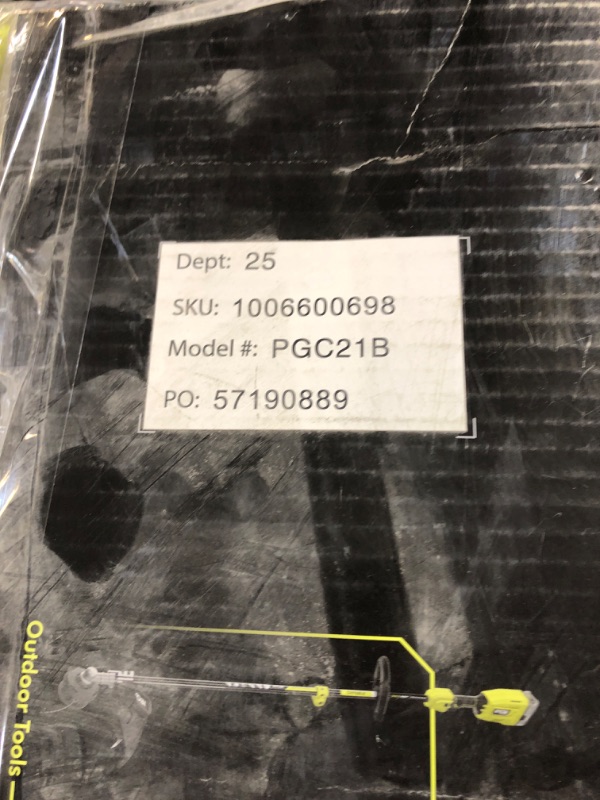 Dept: 25
SKU: 1006600698
Model #: PGC21B
PO: 57190889
Outdoor Tools —